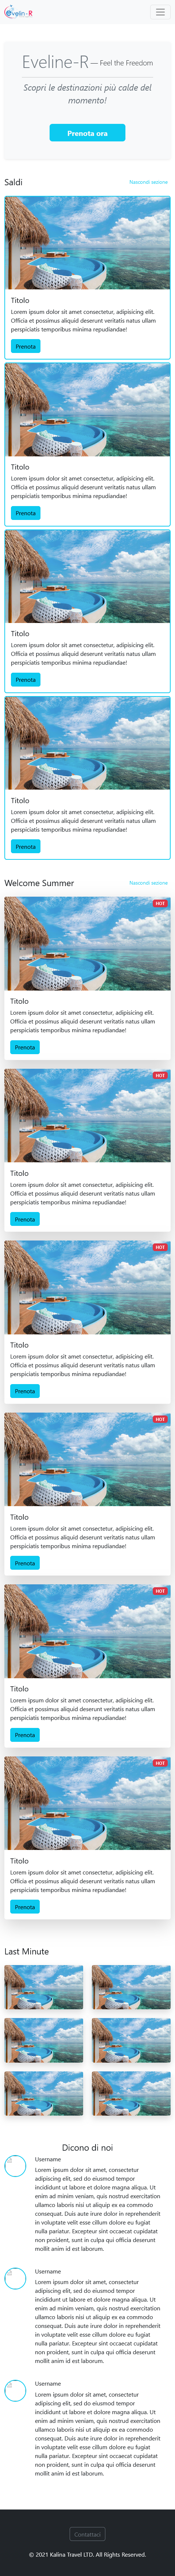 Evelin-R
Eveline-R – Feel the Freedom
Scopri le destinazioni più calde del
momento!
Prenota ora
Saldi
Nascondi sezione
Titolo
Lorem ipsum dolor sit amet consectetur, adipisicing elit.
Officia et possimus aliquid deserunt veritatis natus ullam
perspiciatis temporibus minima repudiandae!
Prenota
Titolo
Lorem ipsum dolor sit amet consectetur, adipisicing elit.
Officia et possimus aliquid deserunt veritatis natus ullam
perspiciatis temporibus minima repudiandae!
Prenota
Titolo
Lorem ipsum dolor sit amet consectetur, adipisicing elit.
Officia et possimus aliquid deserunt veritatis natus ullam
perspiciatis temporibus minima repudiandae!
Prenota
Titolo
Lorem ipsum dolor sit amet consectetur, adipisicing elit.
Officia et possimus aliquid deserunt veritatis natus ullam
perspiciatis temporibus minima repudiandae!
Prenota
Welcome Summer
Nascondi sezione
HOT
Titolo
Lorem ipsum dolor sit amet consectetur, adipisicing elit.
Officia et possimus aliquid deserunt veritatis natus ullam
perspiciatis temporibus minima repudiandae!
Prenota
HOT
Titolo
Lorem ipsum dolor sit amet consectetur, adipisicing elit.
Officia et possimus aliquid deserunt veritatis natus ullam
perspiciatis temporibus minima repudiandae!
Prenota
HOT
Titolo
Lorem ipsum dolor sit amet consectetur, adipisicing elit.
Officia et possimus aliquid deserunt veritatis natus ullam
perspiciatis temporibus minima repudiandae!
Prenota
HOT
Titolo
Lorem ipsum dolor sit amet consectetur, adipisicing elit.
Officia et possimus aliquid deserunt veritatis natus ullam
perspiciatis temporibus minima repudiandae!
Prenota
HOT
Titolo
Lorem ipsum dolor sit amet consectetur, adipisicing elit.
Officia et possimus aliquid deserunt veritatis natus ullam
perspiciatis temporibus minima repudiandae!
Prenota
HOT
Titolo
Lorem ipsum dolor sit amet consectetur, adipisicing elit.
Officia et possimus aliquid deserunt veritatis natus ullam
perspiciatis temporibus minima repudiandae!
Prenota
Last Minute
Dicono di noi
Username
Lorem ipsum dolor sit amet, consectetur
adipisicing elit, sed do eiusmod tempor
incididunt ut labore et dolore magna aliqua. Ut
enim ad minim veniam, quis nostrud exercitation
ullamco laboris nisi ut aliquip ex ea commodo
consequat. Duis aute irure dolor in reprehenderit
in voluptate velit esse cillum dolore eu fugiat
nulla pariatur. Excepteur sint occaecat cupidatat
non proident, sunt in culpa qui officia deserunt
mollit anim id est laborum.
Username
Lorem ipsum dolor sit amet, consectetur
adipisicing elit, sed do eiusmod tempor
incididunt ut labore et dolore magna aliqua. Ut
enim ad minim veniam, quis nostrud exercitation
ullamco laboris nisi ut aliquip ex ea commodo
consequat. Duis aute irure dolor in reprehenderit
in voluptate velit esse cillum dolore eu fugiat
nulla pariatur. Excepteur sint occaecat cupidatat
non proident, sunt in culpa qui officia deserunt
mollit anim id est laborum.
Username
Lorem ipsum dolor sit amet, consectetur
adipisicing elit, sed do eiusmod tempor
incididunt ut labore et dolore magna aliqua. Ut
enim ad minim veniam, quis nostrud exercitation
ullamco laboris nisi ut aliquip ex ea commodo
consequat. Duis aute irure dolor in reprehenderit
in voluptate velit esse cillum dolore eu fugiat
nulla pariatur. Excepteur sint occaecat cupidatat
non proident, sunt in culpa qui officia deserunt
mollit anim id est laborum.
Contattaci
© 2021 Kalina Travel LTD. All Rights Reserved.